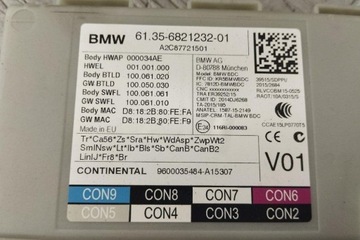 BMW 61.35-6821232-01
A2C87721501
Body HWAP 000034AE
HWEL 001.001.000
Body BTLD 100.061.020
GW BTLD 100.050.030
Body SWFL 100.061.061
GW SWFL 100.061.010
Body MAC D8:18:2B:80:FE:FA
GW MAC D8:18:2B:80:FE:FB
BMW AG
D-80788 München
Model: BMW BDC
Tr*Ca56*Zs*Sra*Hw*WdAsp*ZwpWt2
SmlNsw*Lt*Ib*Bls*Sb*CanB*CanB2
LinIJ*Fr8*Br
V01
CONTINENTAL 9600035484-A15307
CON9 CON8 CON7 CON6
CON5 CON4 CON3 CON2